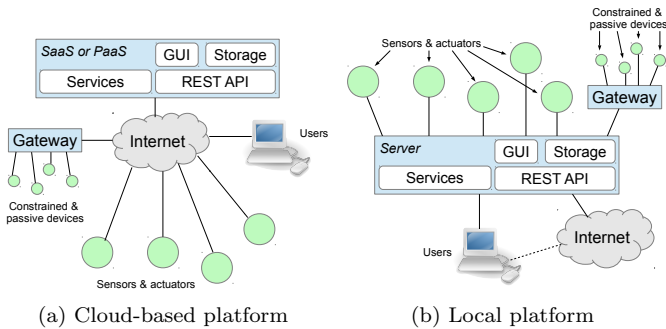 SaaS or PaaS
GUI
Storage
Services
REST API
Gateway
Internet
Users
Constrained &
passive devices
Sensors & actuators
(a) Cloud-based platform
Constrained &
passive devices
Sensors & actuators
Gateway
Server
GUI
Storage
Services
REST API
Users
Internet
(b) Local platform